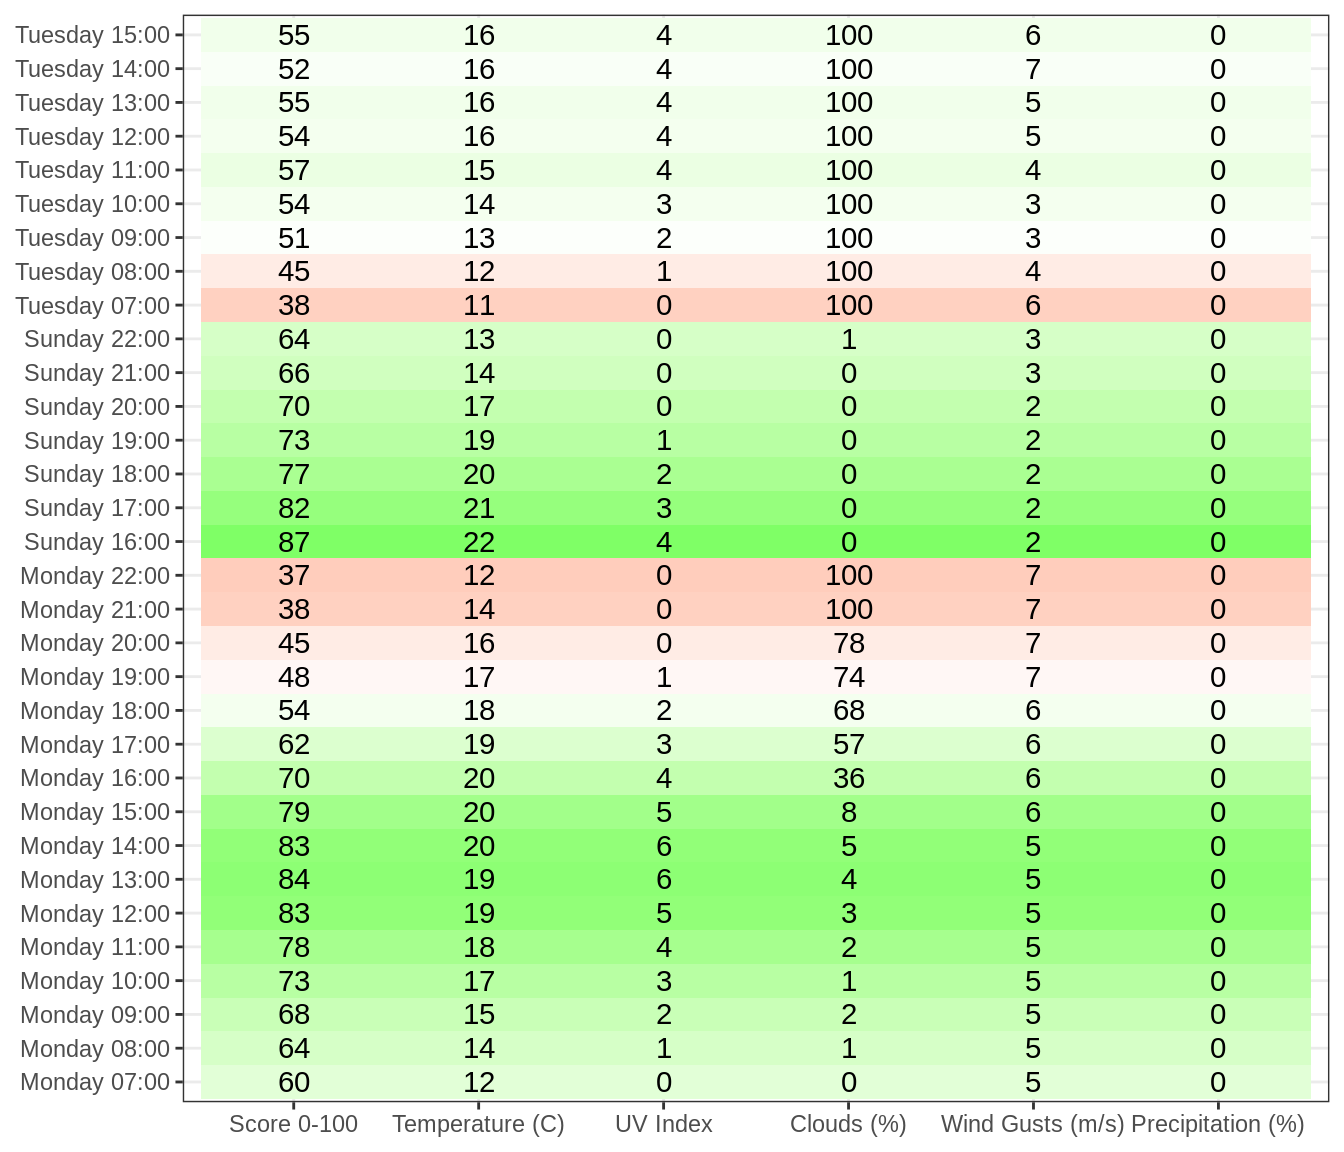 Tuesday 15:00 55 16 4 100 6 0
Tuesday 14:00 52 16 4 100 7 0
Tuesday 13:00 55 16 4 100 5 0
Tuesday 12:00 54 16 4 100 5 0
Tuesday 11:00 57 15 4 100 4 0
Tuesday 10:00 54 14 3 100 3 0
Tuesday 09:00 51 13 2 100 3 0
Tuesday 08:00 45 12 1 100 4 0
Tuesday 07:00 38 11 0 100 6 0
Sunday 22:00 64 13 0 1 3 0
Sunday 21:00 66 14 0 0 3 0
Sunday 20:00 70 17 0 0 2 0
Sunday 19:00 73 19 1 0 2 0
Sunday 18:00 77 20 2 0 2 0
Sunday 17:00 82 21 3 0 2 0
Sunday 16:00 87 22 4 0 2 0
Monday 22:00 37 12 0 100 7 0
Monday 21:00 38 14 0 100 7 0
Monday 20:00 45 16 0 78 7 0
Monday 19:00 48 17 1 74 7 0
Monday 18:00 54 18 2 68 6 0
Monday 17:00 62 19 3 57 6 0
Monday 16:00 70 20 4 36 6 0
Monday 15:00 79 20 5 8 6 0
Monday 14:00 83 20 6 5 5 0
Monday 13:00 84 19 6 4 5 0
Monday 12:00 83 19 5 3 5 0
Monday 11:00 78 18 4 2 5 0
Monday 10:00 73 17 3 1 5 0
Monday 09:00 68 15 2 2 5 0
Monday 08:00 64 14 1 1 5 0
Monday 07:00 60 12 0 0 5 0
Score 0-100 Temperature (C) UV Index Clouds (%) Wind Gusts (m/s) Precipitation (%)